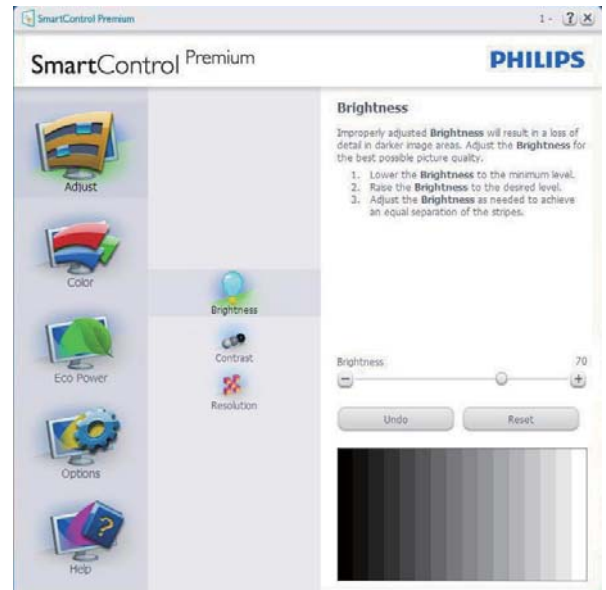 SmartControl Premium
1 -
SmartControl Premium
PHILIPS
Adjust
Color
Eco Power
Options
Help
Brightness
Contrast
Resolution
Brightness
Improperly adjusted Brightness will result in a loss of
detail in darker image areas. Adjust the Brightness for
the best possible picture quality.
1. Lower the Brightness to the minimum level.
2. Raise the Brightness to the desired level.
3. Adjust the Brightness as needed to achieve
an equal separation of the stripes.
Brightness 70
Undo Reset